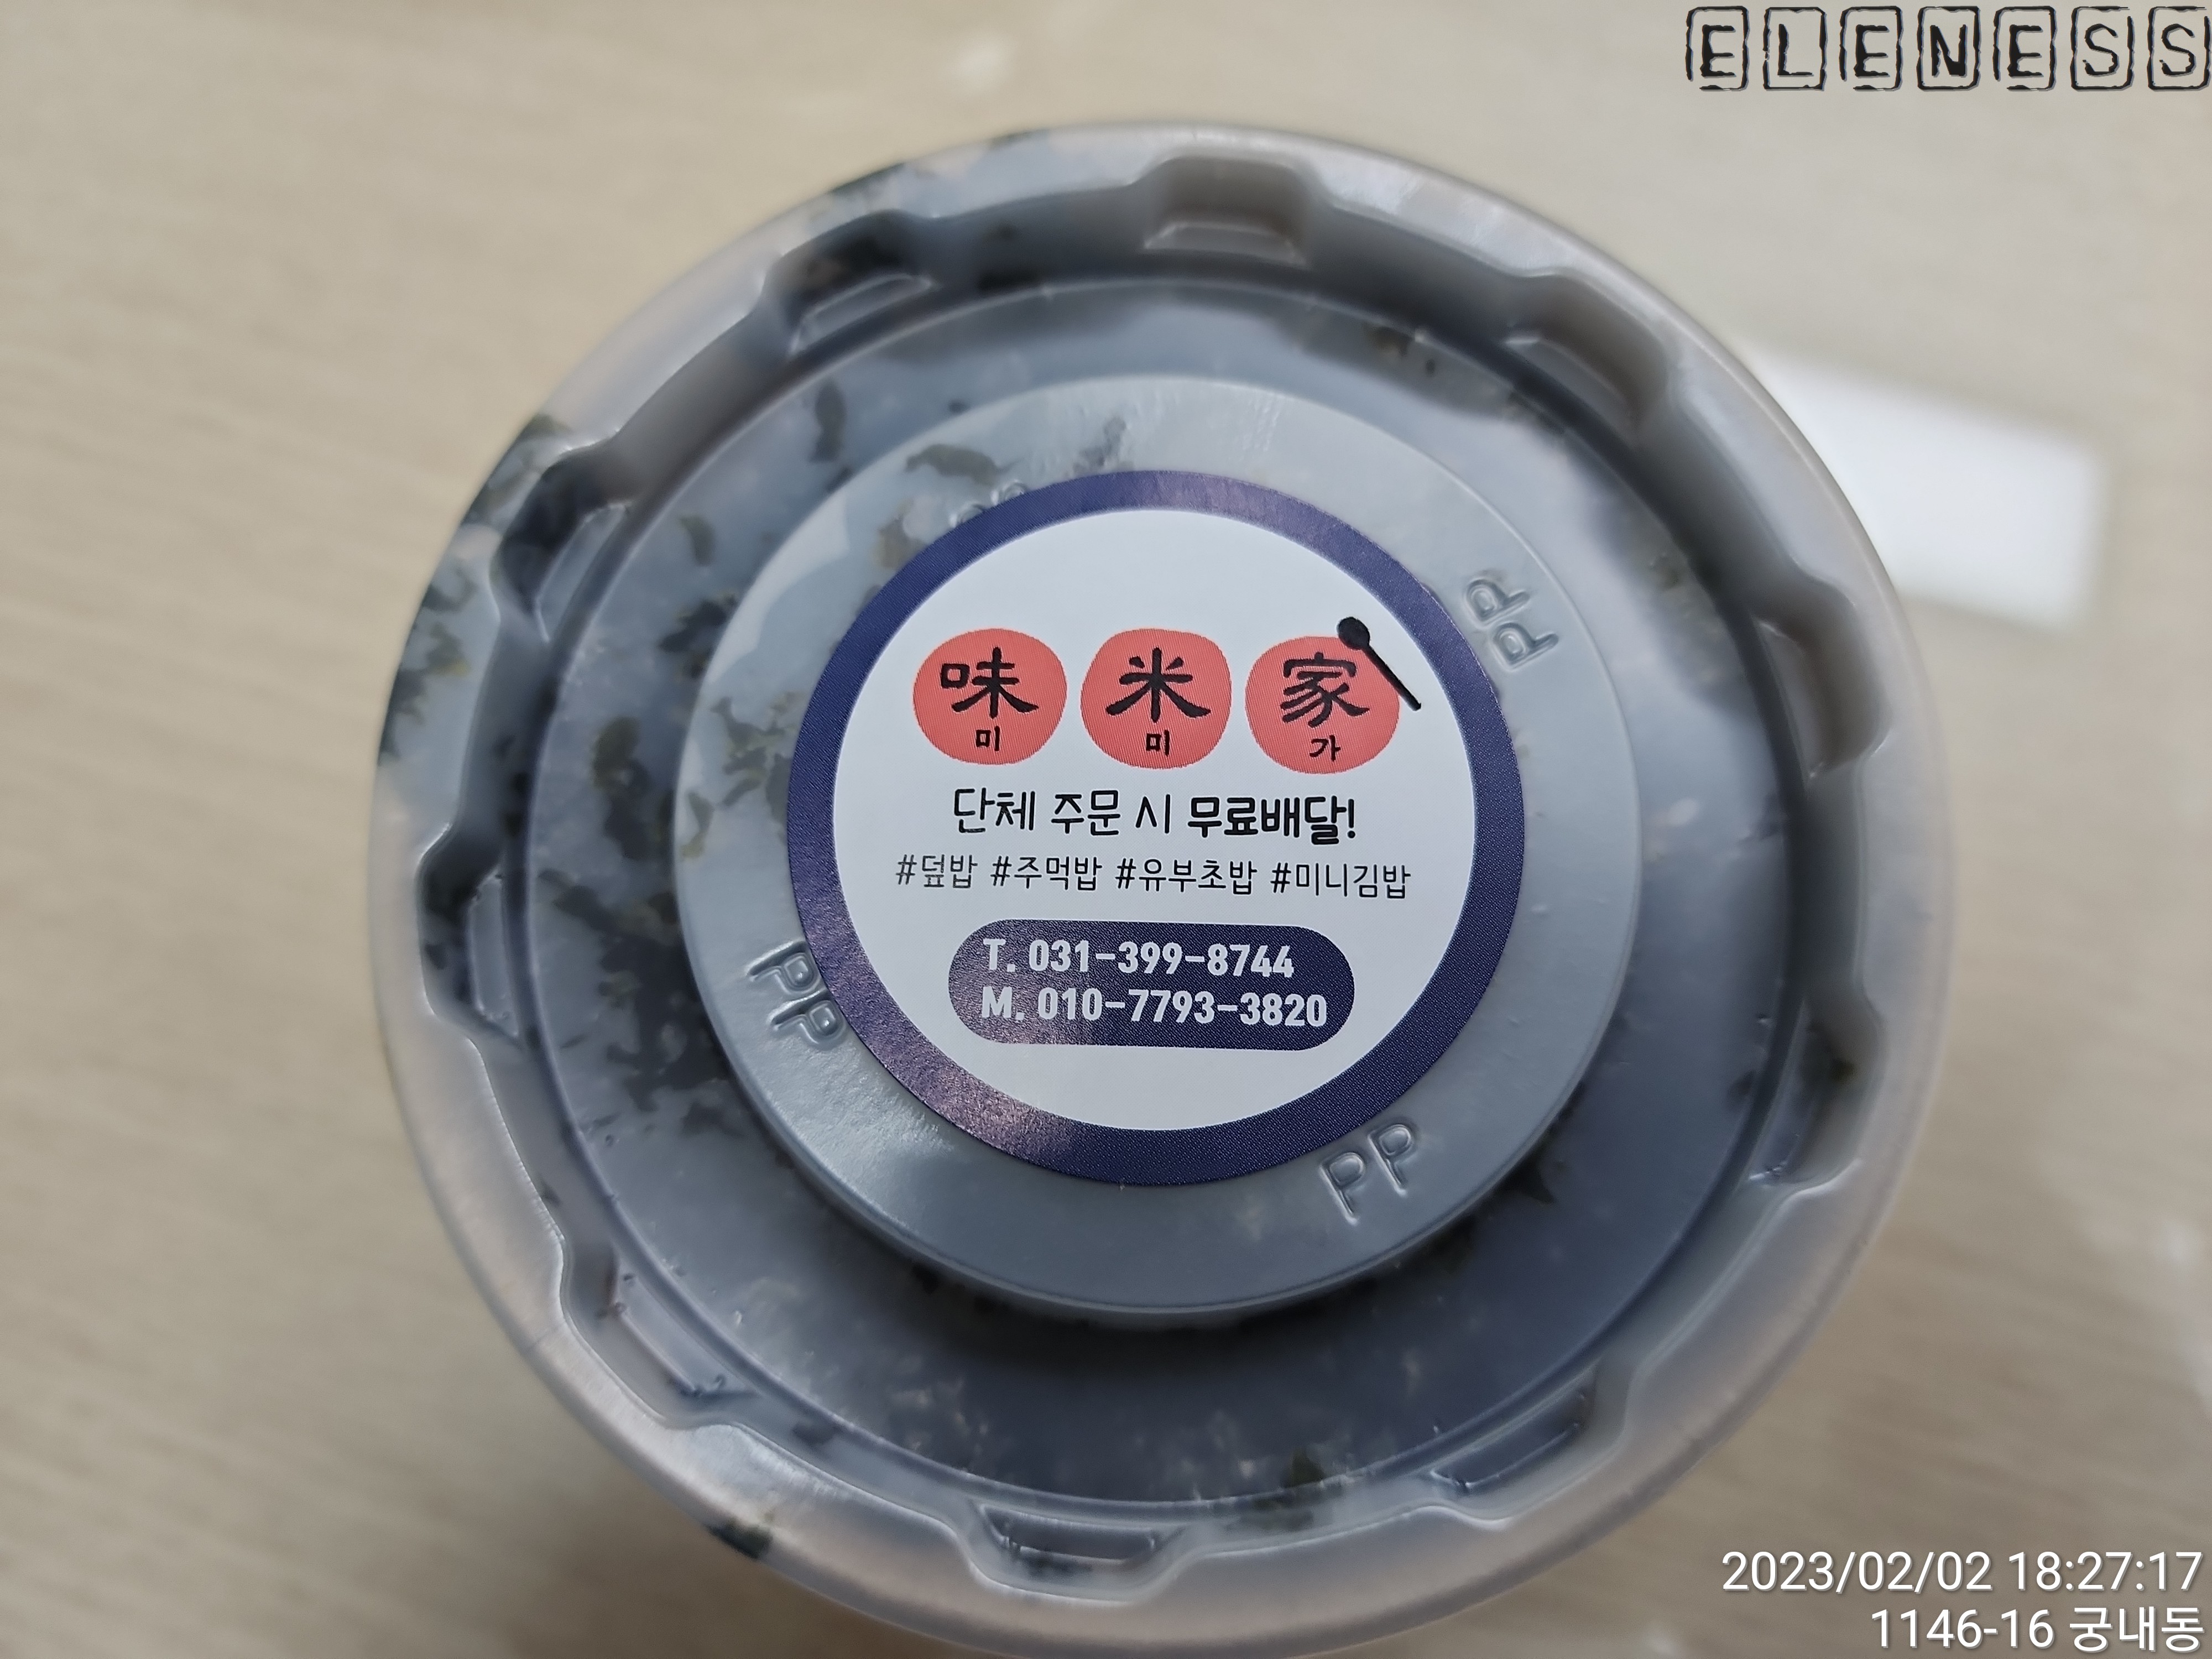 ELENESS
PP
味 米 家
미 미 가
단체 주문 시 무료배달!
#덮밥 #주먹밥 #유부초밥 #미니김밥
T. 031-399-8744
M. 010-7793-3820
PP
PP
2023/02/02 18:27:17
1146-16 궁내동